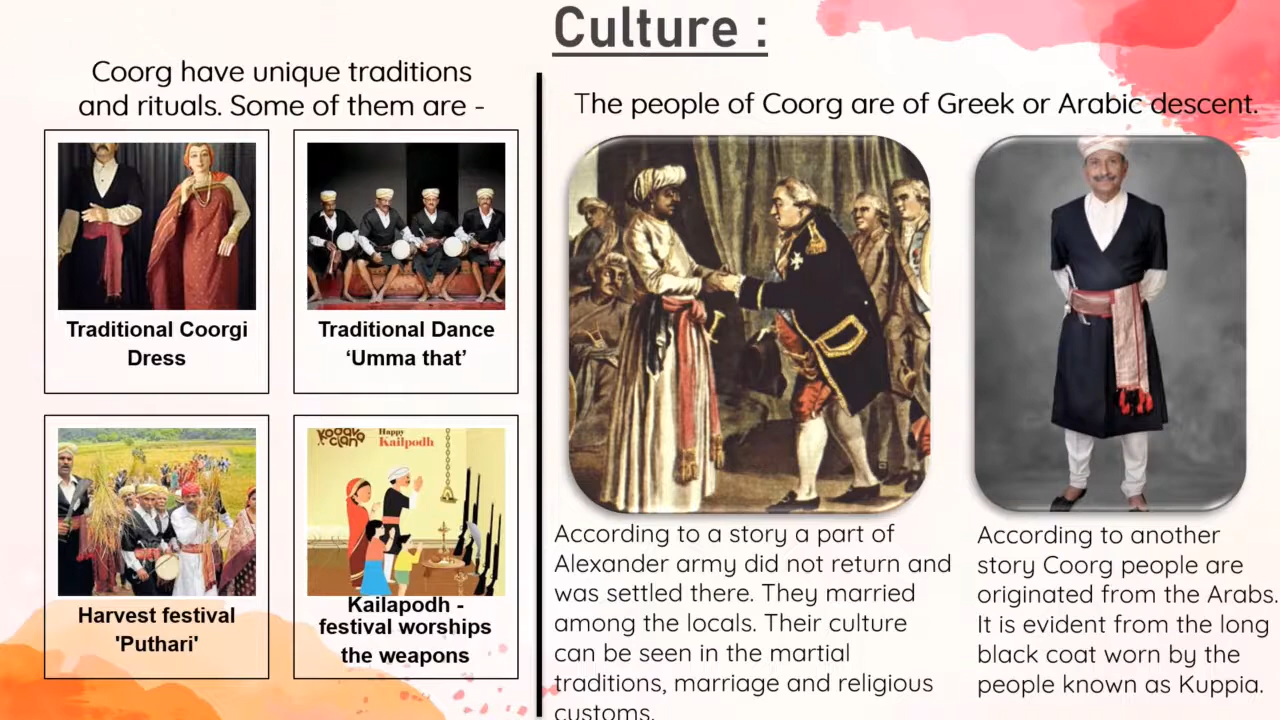 Culture :
Coorg have unique traditions
and rituals. Some of them are -
Traditional Coorgi
Dress
Traditional Dance
‘Umma that’
Harvest festival
'Puthari'
kodava
clan
Happy
Kailpodh
Kailapodh -
festival worships
the weapons
The people of Coorg are of Greek or Arabic descent.
According to a story a part of
Alexander army did not return and
was settled there. They married
among the locals. Their culture
can be seen in the martial
traditions, marriage and religious
customs.
According to another
story Coorg people are
originated from the Arabs.
It is evident from the long
black coat worn by the
people known as Kuppia.